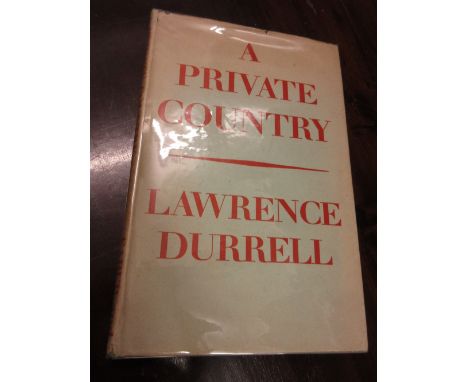 A
PRIVATE
COUNTRY
LAWRENCE
DURRELL